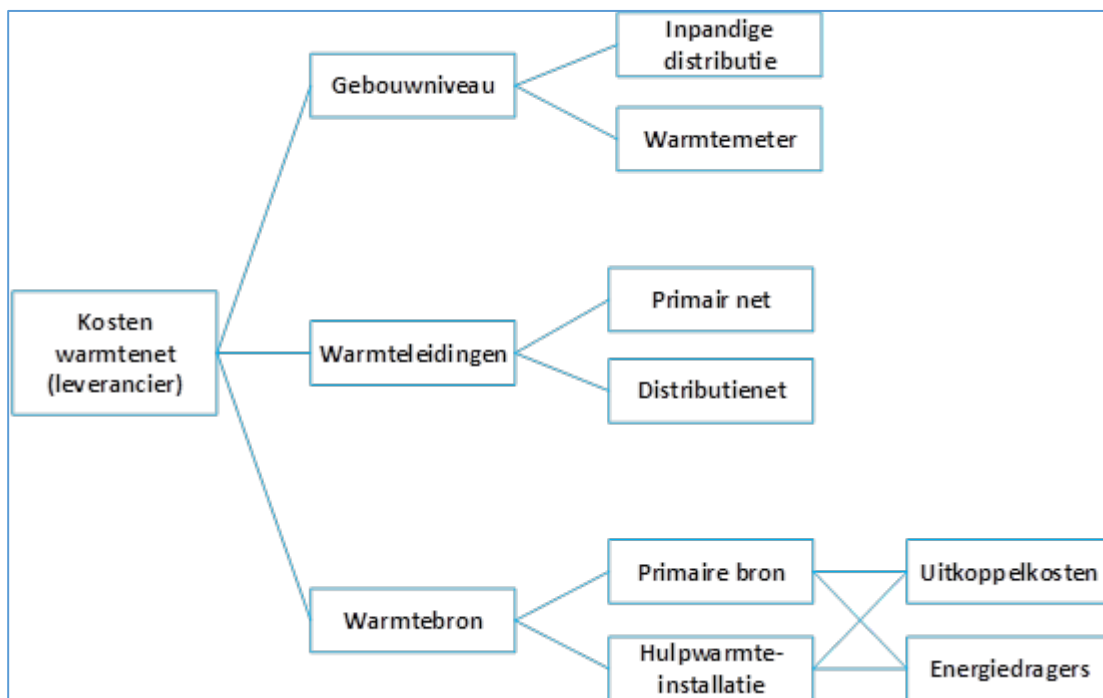 Inpandige
distributie
Gebouwniveau
Warmtemeter
Kosten
warmtenet
(leverancier)
Primair net
Warmteleidingen
Distributienet
Primaire bron
Uitkoppelkosten
Warmtebron
Hulpwarmte-
installatie
Energiedragers